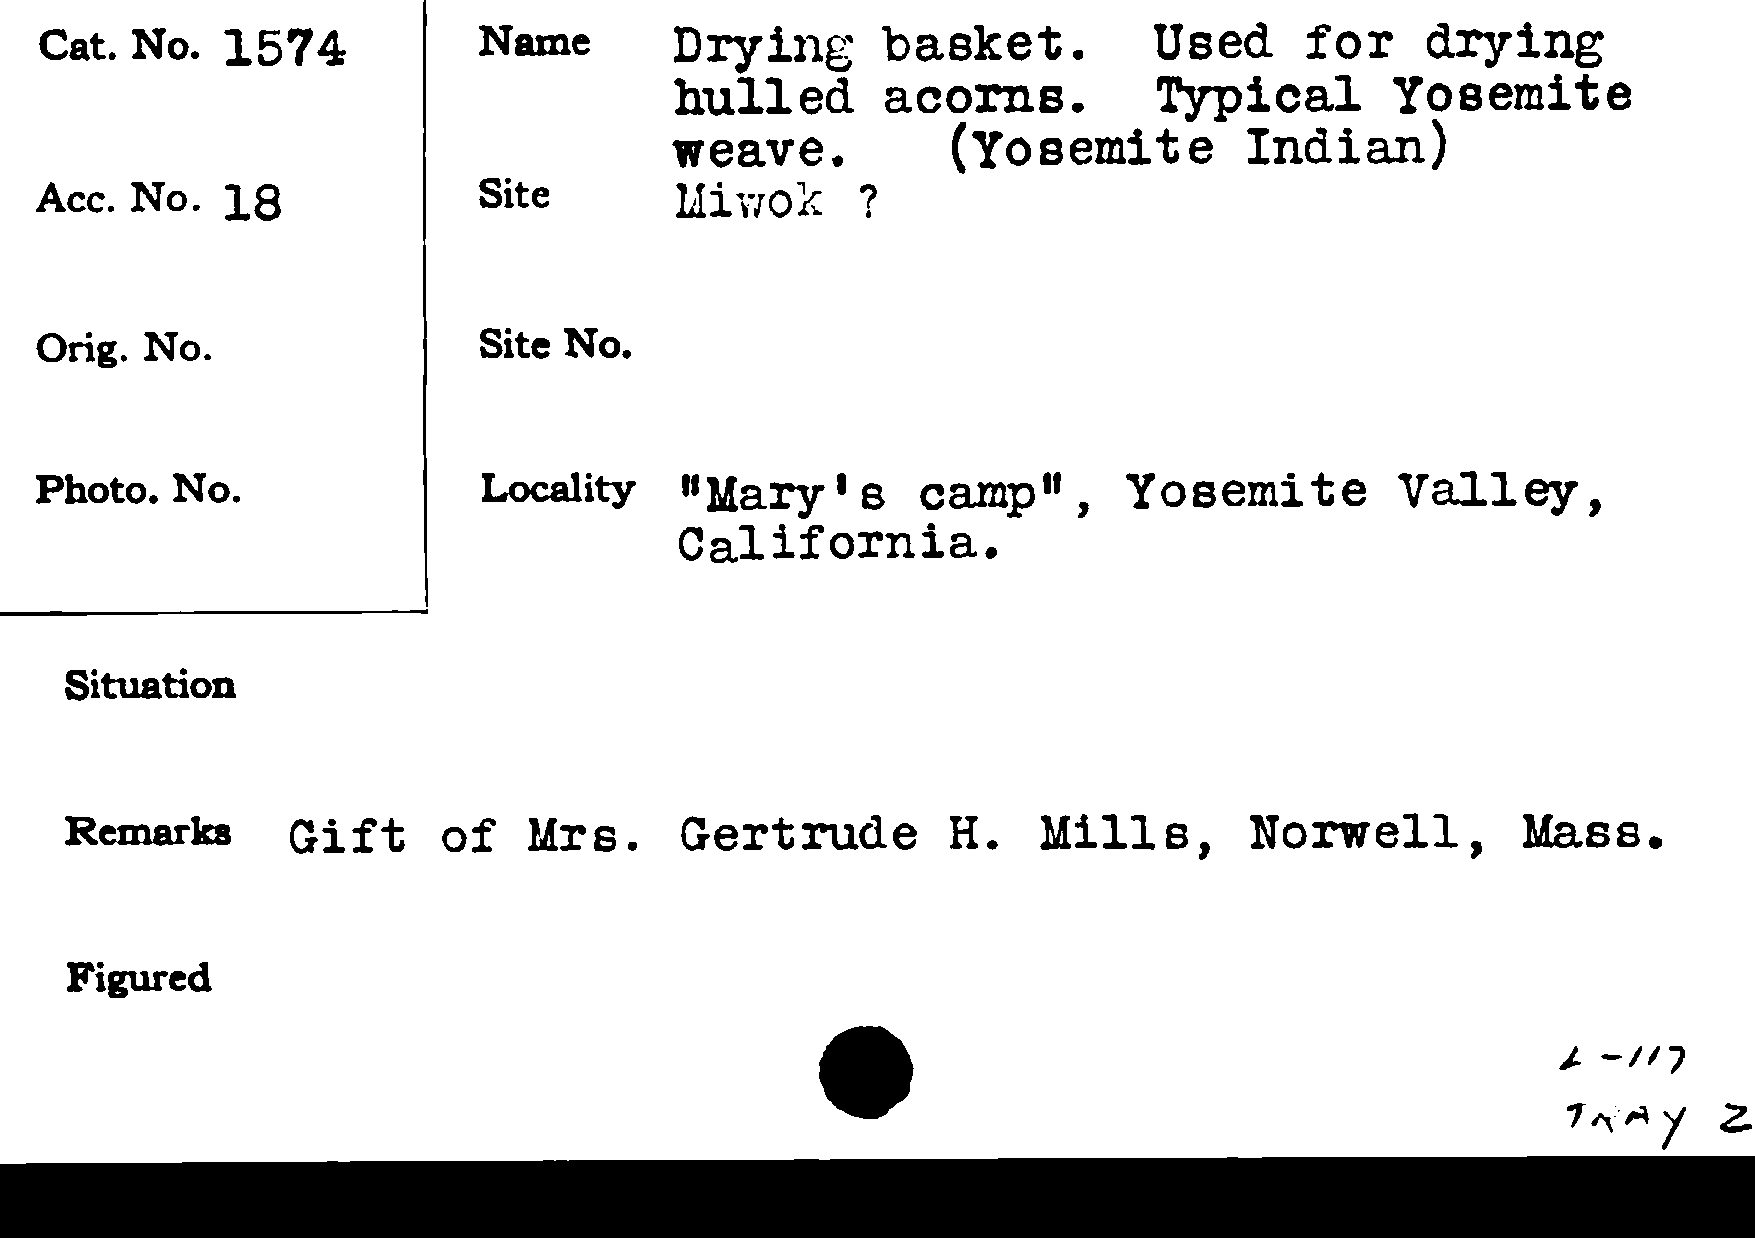 Cat. No. 1574
Name Drying basket. Used for drying
hulled acorns. Typical Yosemite
weave. (Yosemite Indian)
Acc. No. 18
Site Miwok ?
Orig. No.
Site No.
Photo. No.
Locality "Mary's camp", Yosemite Valley,
California.
Situation
Remarks Gift of Mrs. Gertrude H. Mills, Norwell, Mass.
Figured
L-117
TRAY 2